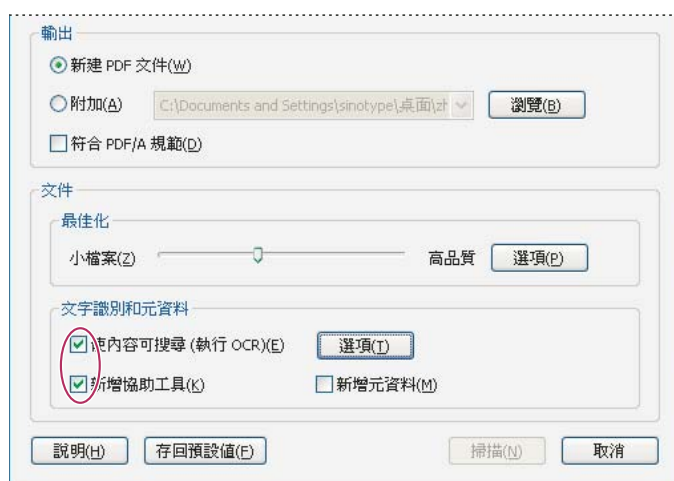 輸出
新建 PDF 文件(W)
附加(A) C:\Documents and Settings\sinotype\桌面\zh 瀏覽(B)
符合 PDF/A 規範(D)
文件
最佳化
小檔案(Z) 高品質 選項(P)
文字識別和元資料
使內容可搜尋 (執行 OCR)(E) 選項(T)
新增協助工具(K) 新增元資料(M)
說明(H) 存回預設值(F) 掃描(N) 取消